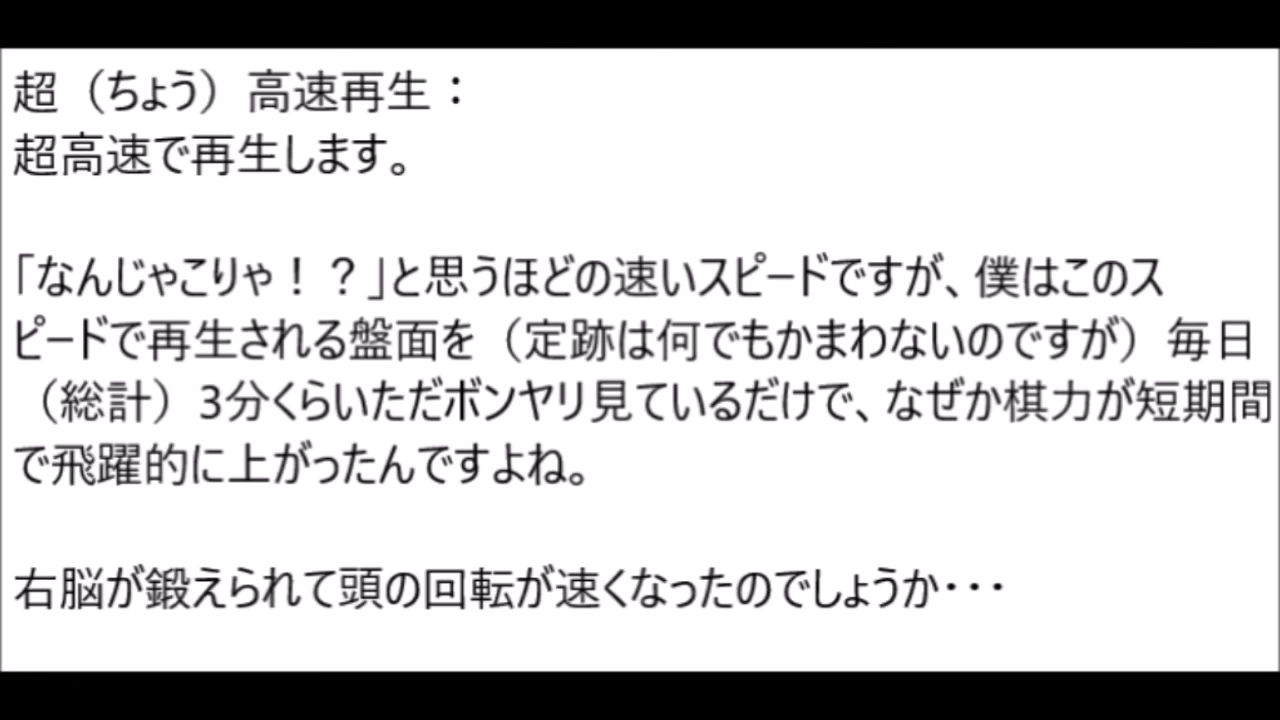 超（ちょう）高速再生：
超高速で再生します。
「なんじゃこりゃ！？」と思うほどの速いスピードですが、僕はこのス
ピードで再生される盤面を（定跡は何でもかまわないのですが）毎日
（総計）3分くらいただボンヤリ見ているだけで、なぜか棋力が短期間
で飛躍的に上がったんですよね。
右脳が鍛えられて頭の回転が速くなったのでしょうか・・・